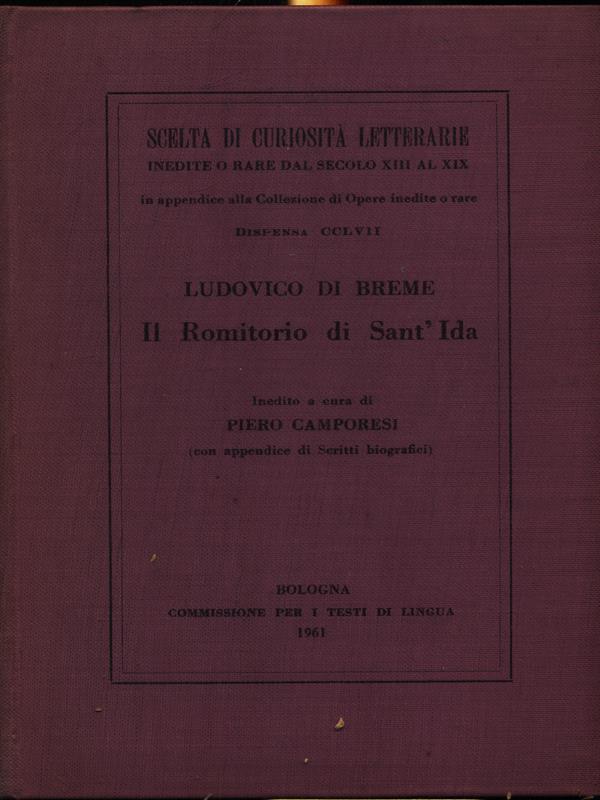 SCELTA DI CURIOSITÀ LETTERARIE
INEDITE O RARE DAL SECOLO XIII AL XIX
in appendice alla Collezione di Opere inedite o rare
DISPENSA CCLVII
LUDOVICO DI BREME
Il Romitorio di Sant' Ida
Inedito a cura di
PIERO CAMPORESI
(con appendice di Scritti biografici)
BOLOGNA
COMMISSIONE PER I TESTI DI LINGUA
1961